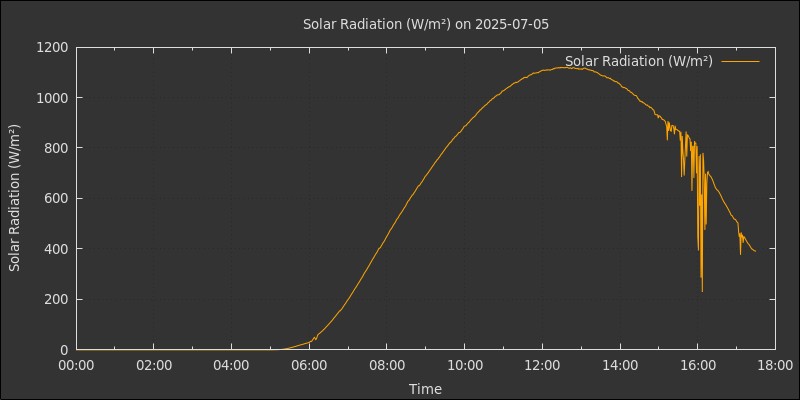 Solar Radiation (W/m²) on 2025-07-05
Solar Radiation (W/m²)
Solar Radiation (W/m²)
1200
1000
800
600
400
200
0
00:00 02:00 04:00 06:00 08:00 10:00 12:00 14:00 16:00 18:00
Time